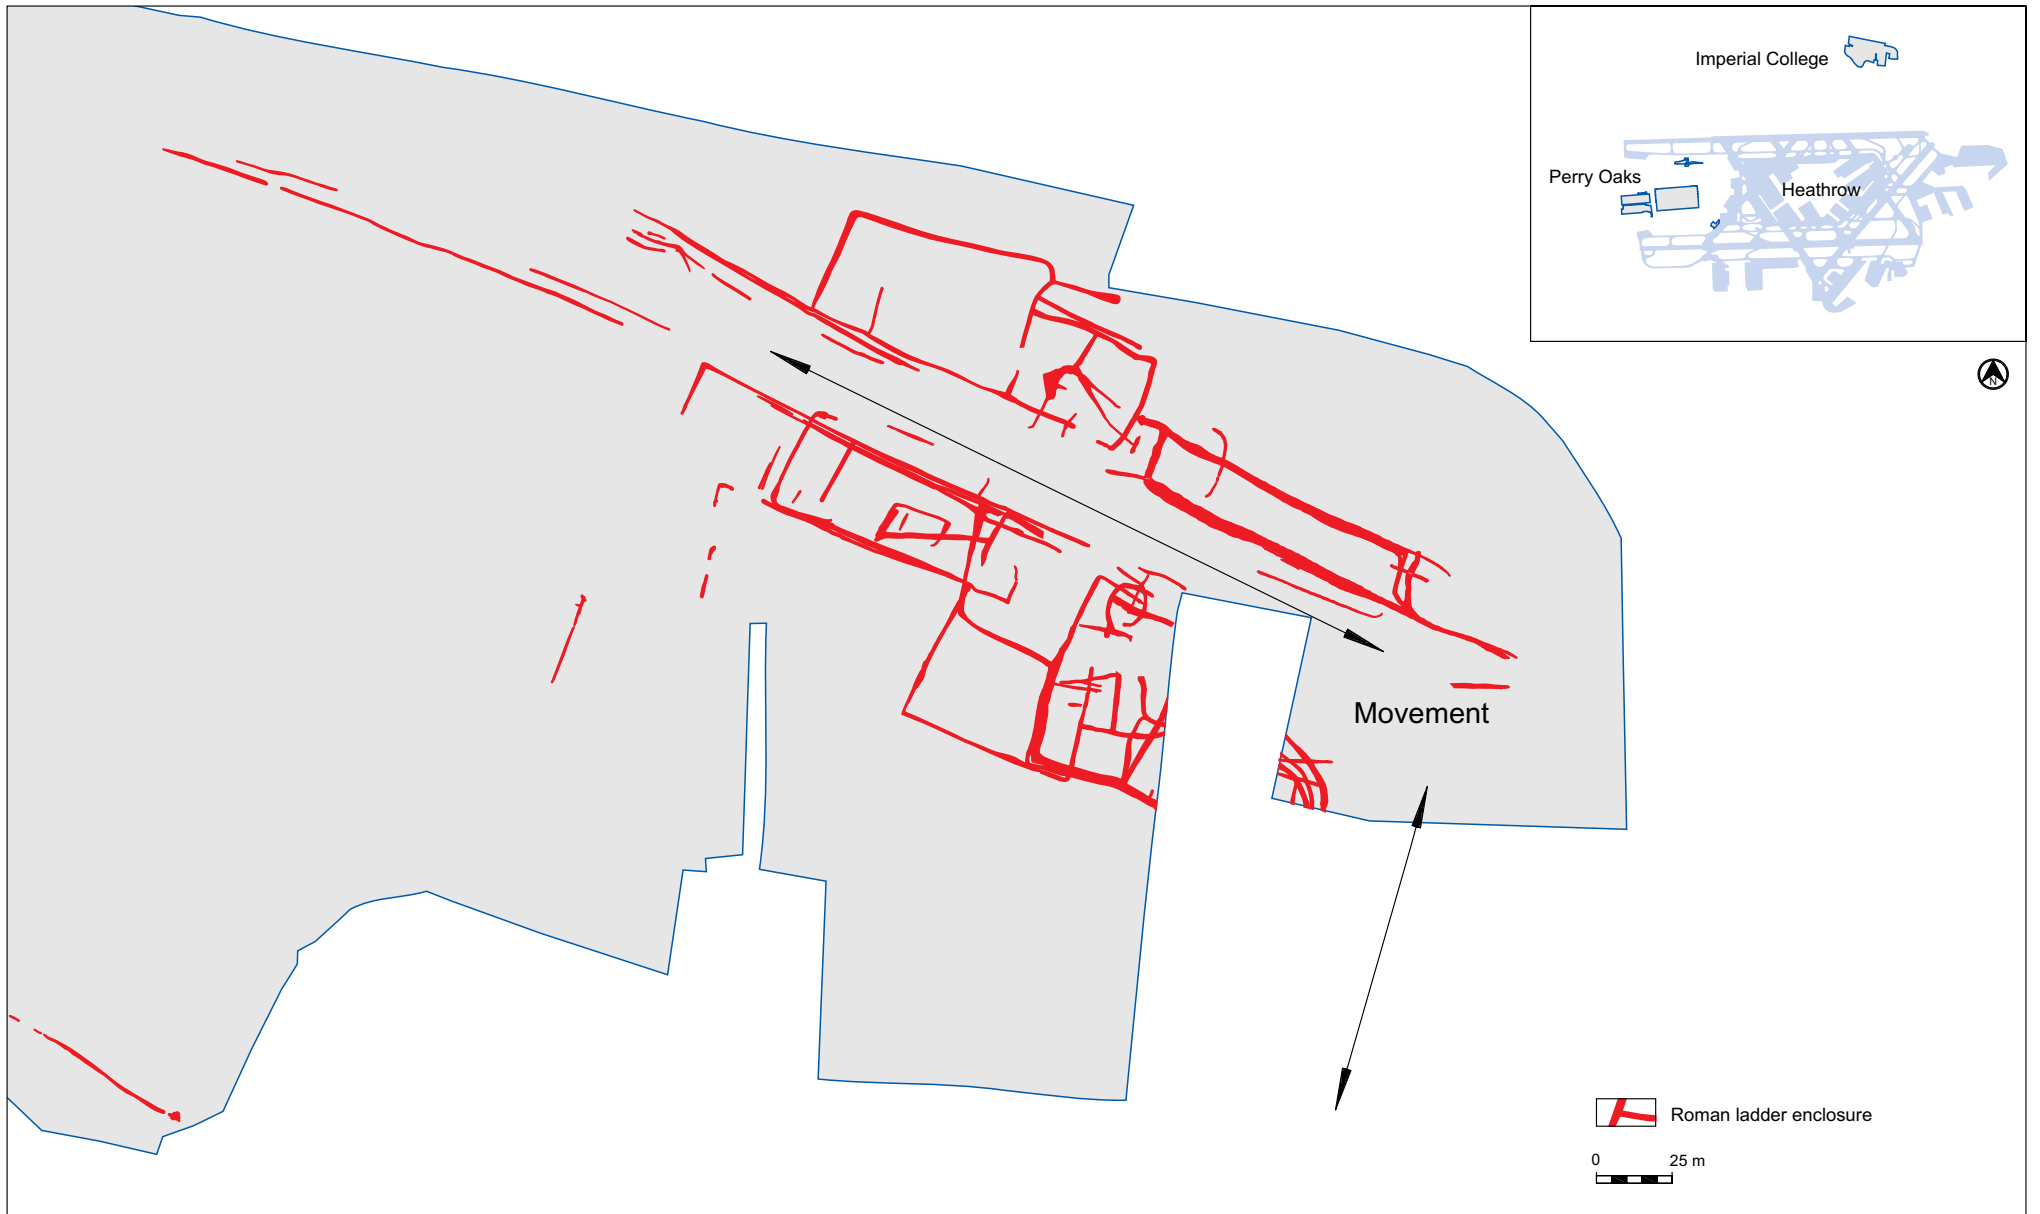 Imperial College
Perry Oaks
Heathrow
N
Movement
Roman ladder enclosure
0 25 m